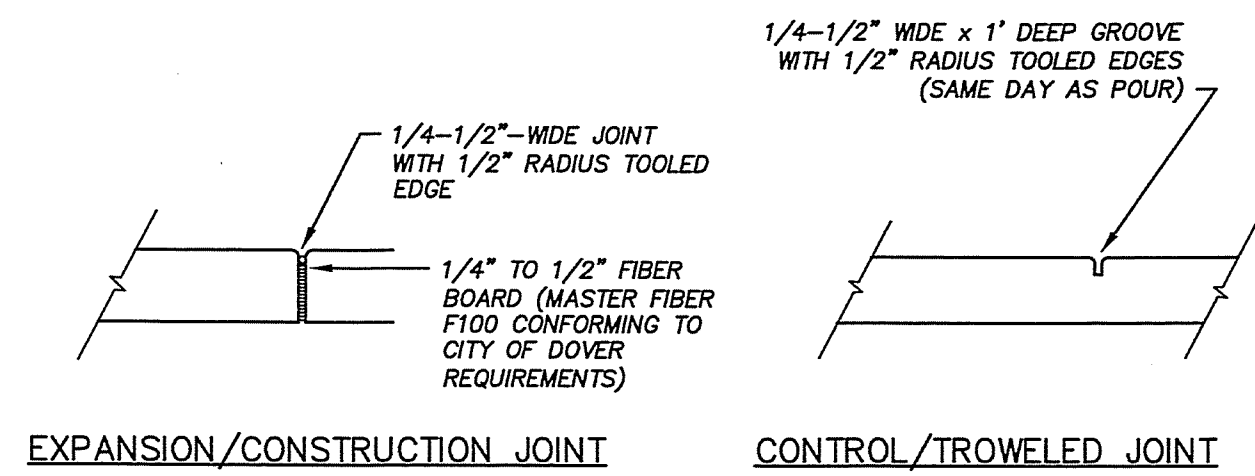 1/4-1/2" WIDE x 1' DEEP GROOVE
WITH 1/2" RADIUS TOOLED EDGES
(SAME DAY AS POUR)
1/4-1/2"-WIDE JOINT
WITH 1/2" RADIUS TOOLED
EDGE
1/4" TO 1/2" FIBER
BOARD (MASTER FIBER
F100 CONFORMING TO
CITY OF DOVER
REQUIREMENTS)
EXPANSION/CONSTRUCTION JOINT
CONTROL/TROWELED JOINT